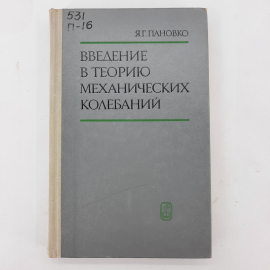 531
П-16
Я.Г. ПАНОВКО
ВВЕДЕНИЕ
В ТЕОРИЮ
МЕХАНИЧЕСКИХ
КОЛЕБАНИЙ